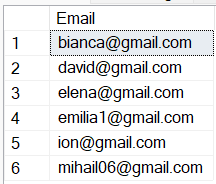 Email
1 bianca@gmail.com
2 david@gmail.com
3 elena@gmail.com
4 emilia1@gmail.com
5 ion@gmail.com
6 mihail06@gmail.com